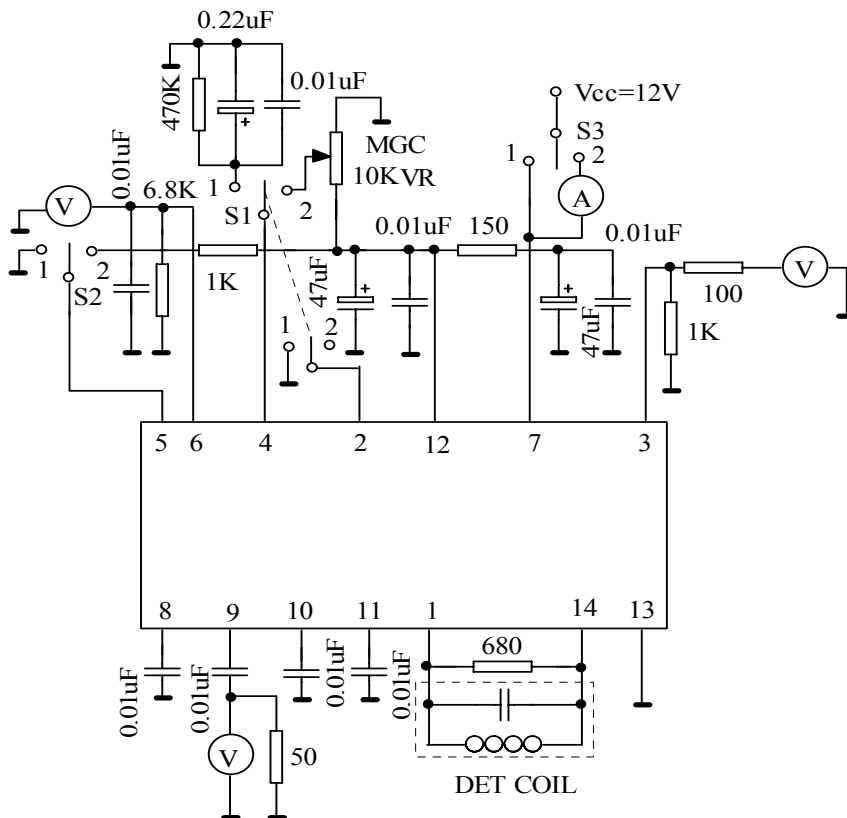 0.22uF
470K
0.01uF
Vcc=12V
S3
1
2
A
MGC
10K VR
0.01uF
6.8K
V
1
2
S1
0.01uF
150
0.01uF
V
1
2
S2
1K
47uF
47uF
100
1K
1
2
5
6
4
2
12
7
3
8
9
10
11
1
14
13
0.01uF
0.01uF
0.01uF
0.01uF
680
V
50
DET COIL